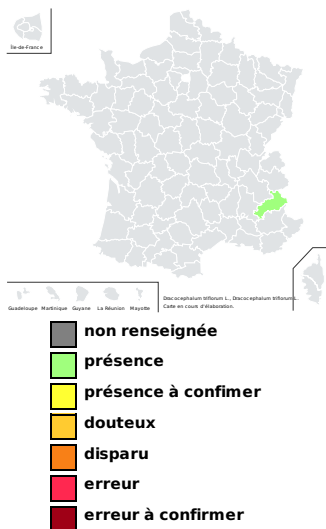 Île-de-France
Guadeloupe Martinique Guyane La Réunion Mayotte
Dracocephalum triflorum L., Dracocephalum triflorum L.
Carte en cours d'élaboration.
non renseignée
présence
présence à confimer
douteux
disparu
erreur
erreur à confirmer